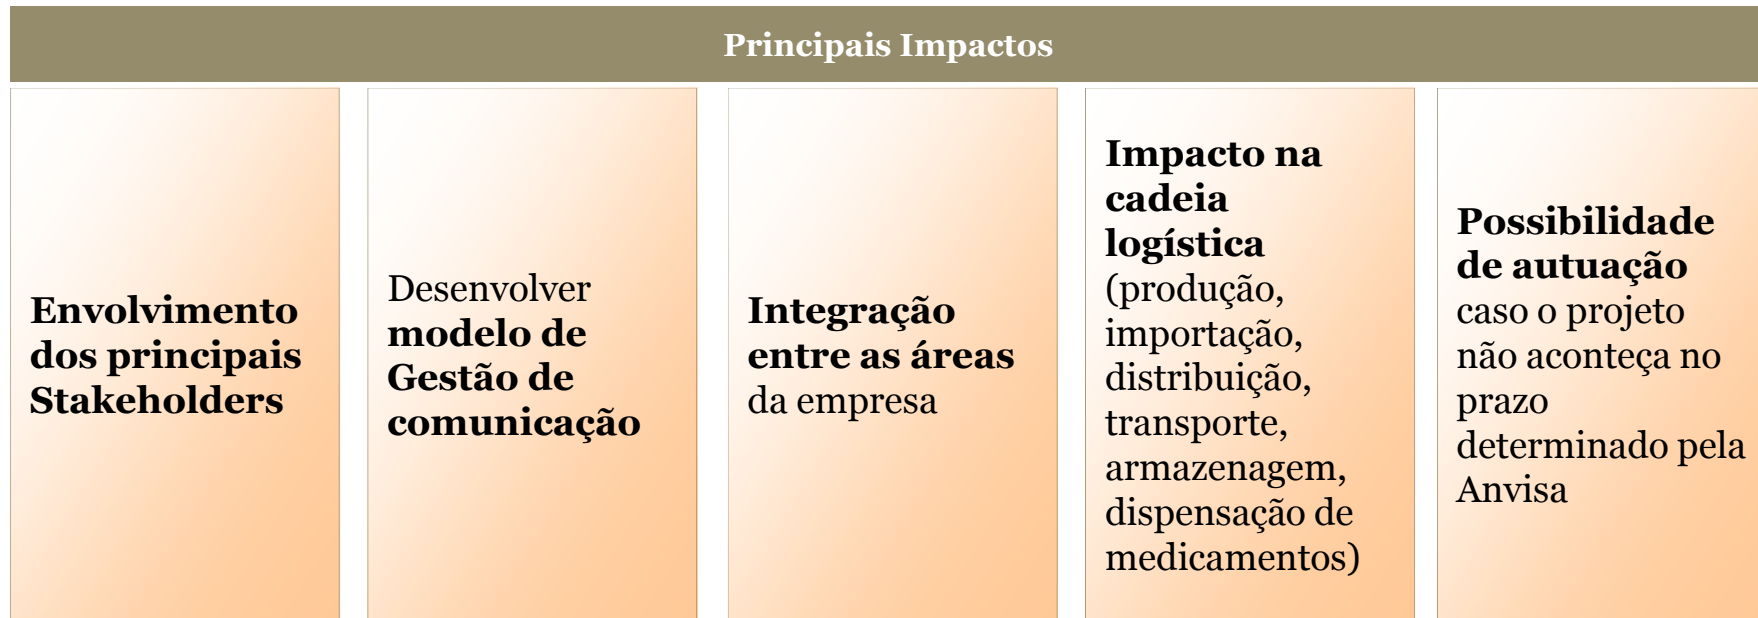 Principais Impactos
Envolvimento
dos principais
Stakeholders
Desenvolver
modelo de
Gestão de
comunicação
Integração
entre as áreas
da empresa
Impacto na
cadeia
logística
(produção,
importação,
distribuição,
transporte,
armazenagem,
dispensação de
medicamentos)
Possibilidade
de autuação
caso o projeto
não aconteça no
prazo
determinado pela
Anvisa